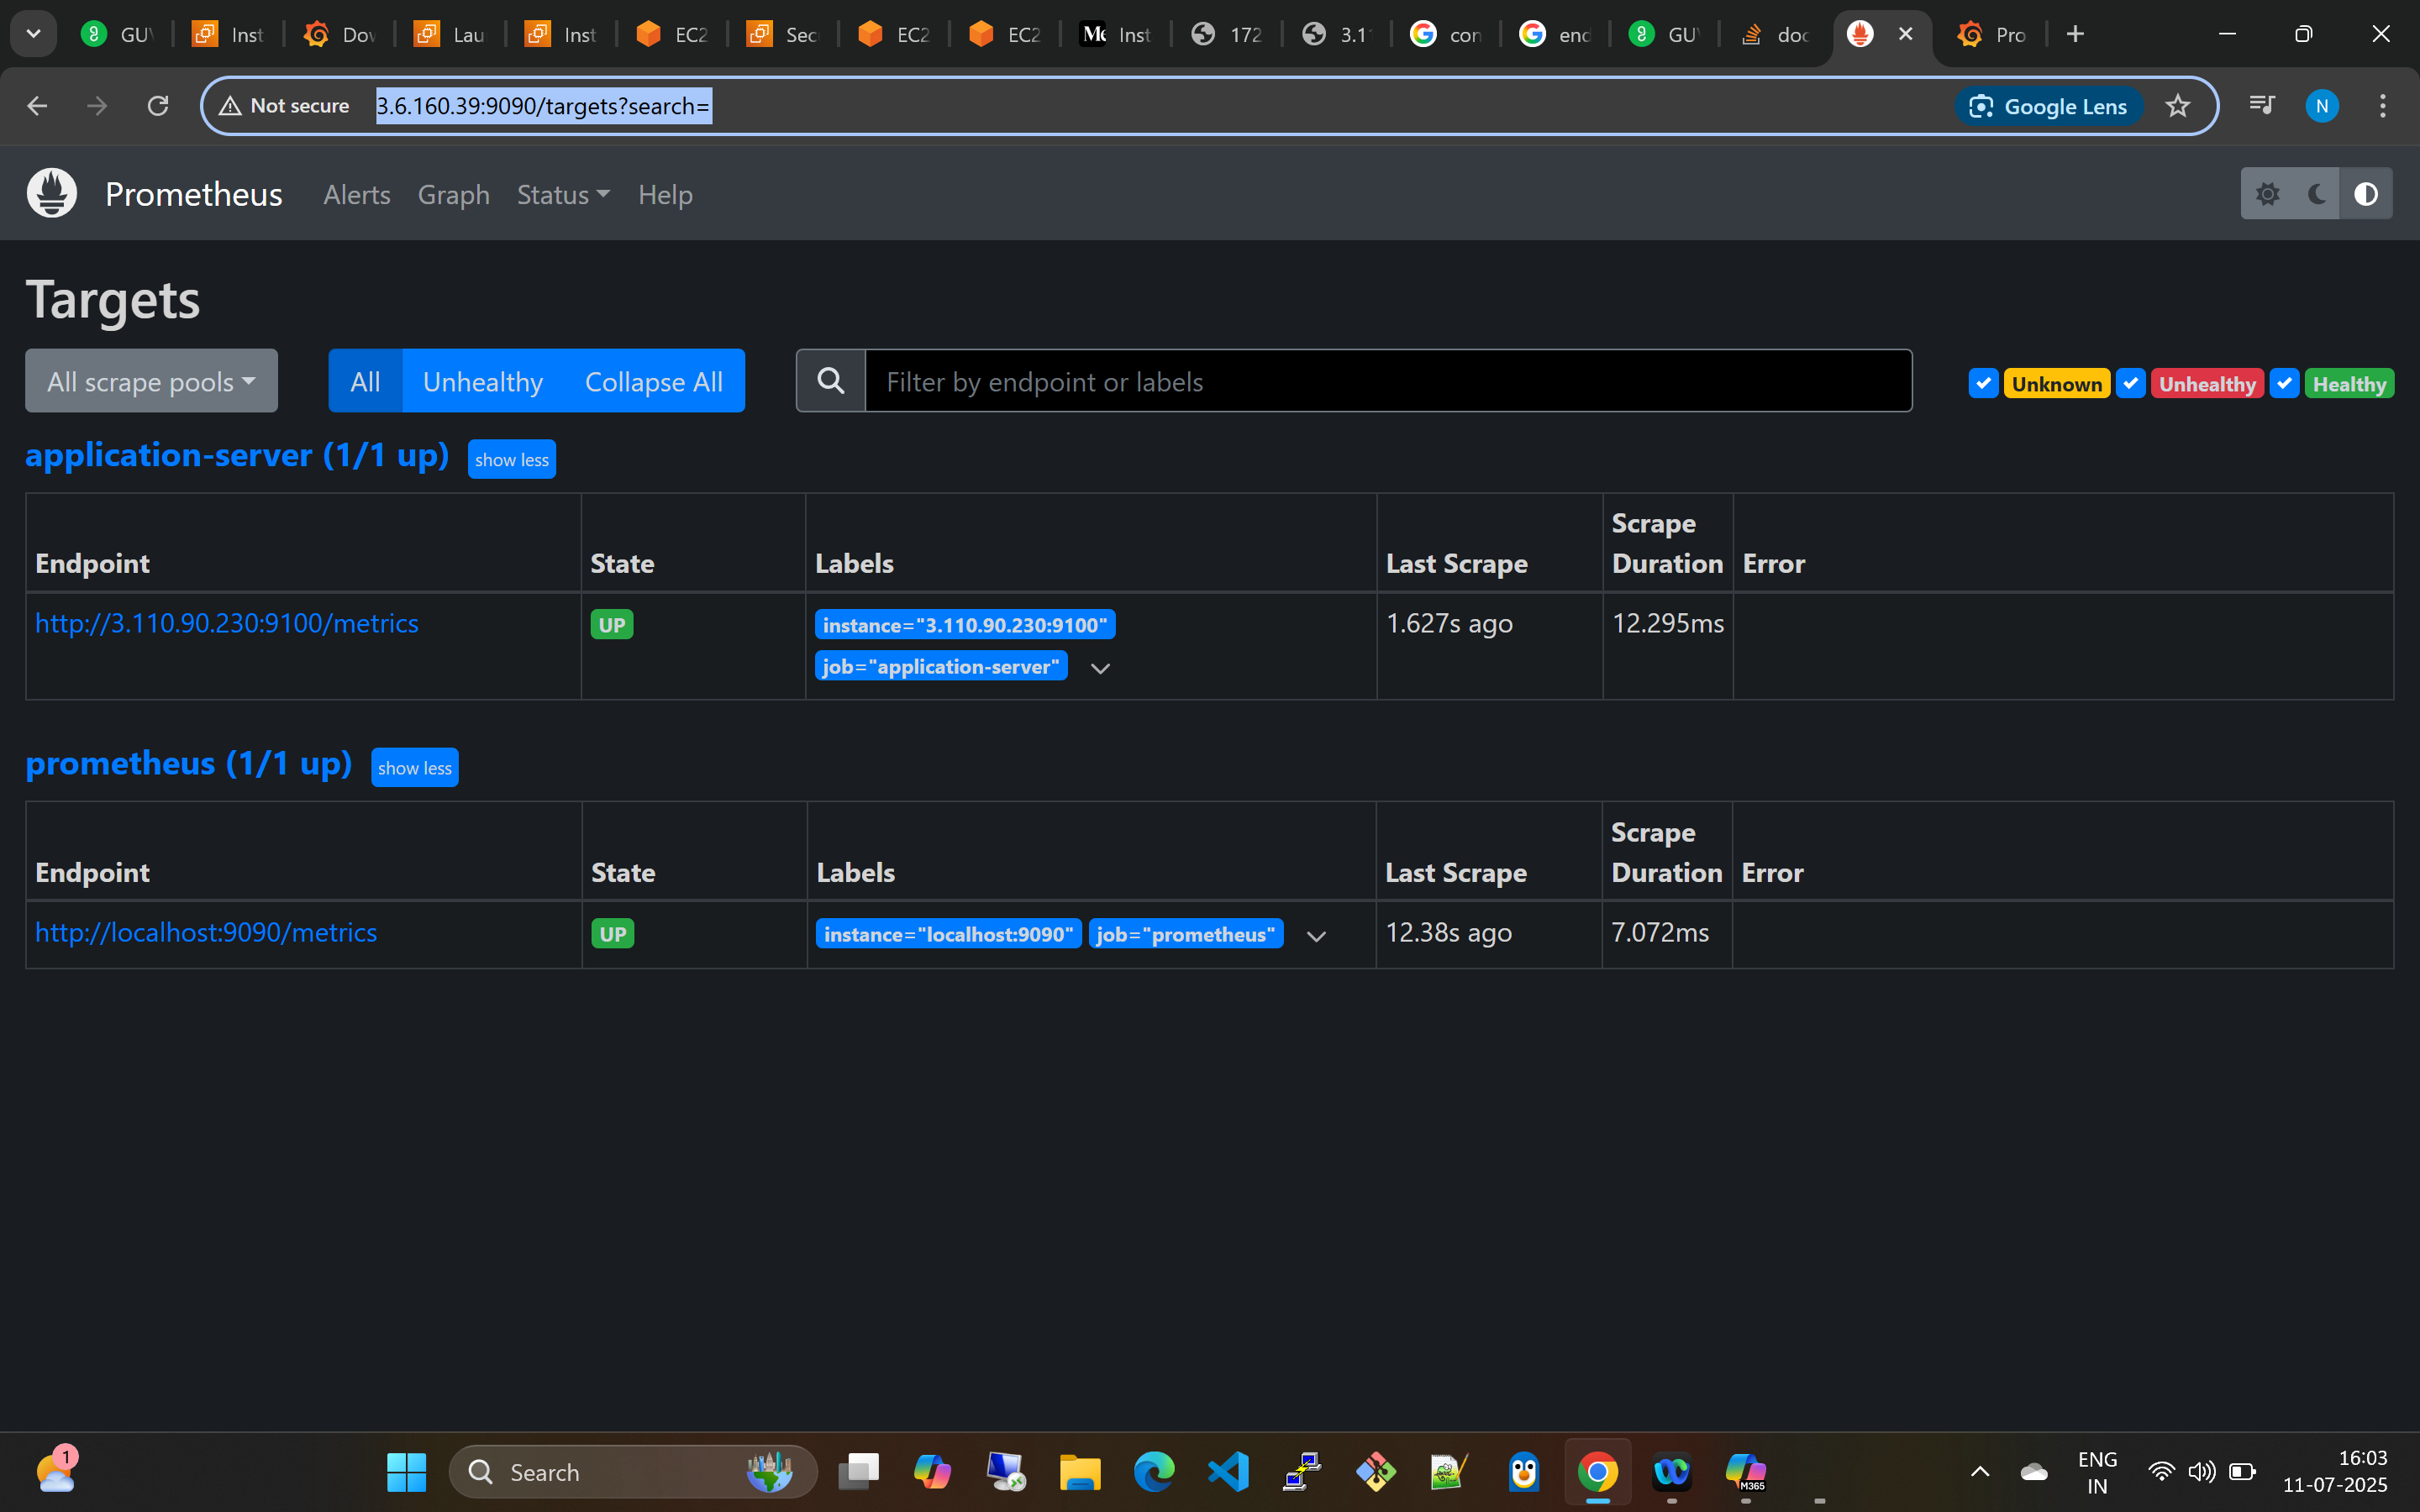 GUV Inst Dow Lau Inst EC2 Sec EC2 EC2 Inst 172 3.1 con end GUV doc Pro
Not secure 3.6.160.39:9090/targets?search= Google Lens N
Prometheus Alerts Graph Status Help
Targets
All scrape pools All Unhealthy Collapse All Filter by endpoint or labels Unknown Unhealthy Healthy
application-server (1/1 up) show less
Endpoint State Labels Last Scrape Scrape Duration Error
http://3.110.90.230:9100/metrics UP instance="3.110.90.230:9100" 1.627s ago 12.295ms
job="application-server"
prometheus (1/1 up) show less
Endpoint State Labels Last Scrape Scrape Duration Error
http://localhost:9090/metrics UP instance="localhost:9090" job="prometheus" 12.38s ago 7.072ms
1 Search M365 ENG 16:03
IN 11-07-2025